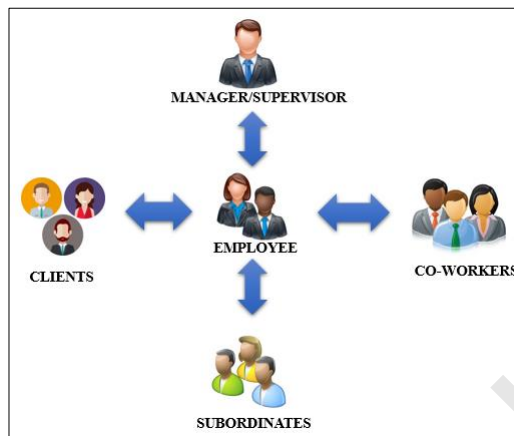 MANAGER/SUPERVISOR
EMPLOYEE
CLIENTS
CO-WORKERS
SUBORDINATES